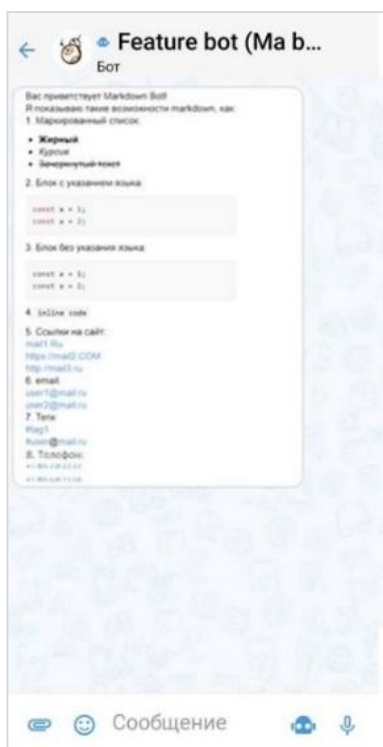 Feature bot (Ma b...
Бот
Вас приветствует Markdown Bot!
Я показываю такие возможности markdown, как:
1. Маркированный список:
• Жирный
• Курсив
• Зачеркнутый текст
2. Блок с указанием языка
const a = 1;
const a = 2;
3. Блок без указания языка
const a = 1;
const a = 2;
4. inline code
5. Ссылки на сайт:
mail1.Ru
https://mail2.COM
http://mail3.ru
6. email
user1@mail.ru
user2@mail.ru
7. Теги:
#tag1
#user@mail.ru
8. Телофон:
Сообщение